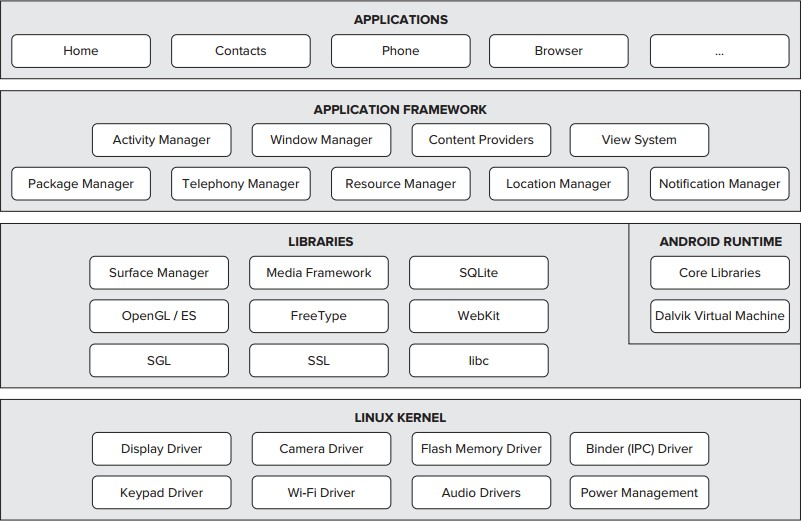 APPLICATIONS
Home Contacts Phone Browser ...
APPLICATION FRAMEWORK
Activity Manager Window Manager Content Providers View System
Package Manager Telephony Manager Resource Manager Location Manager Notification Manager
LIBRARIES ANDROID RUNTIME
Surface Manager Media Framework SQLite Core Libraries
OpenGL / ES FreeType WebKit Dalvik Virtual Machine
SGL SSL libc
LINUX KERNEL
Display Driver Camera Driver Flash Memory Driver Binder (IPC) Driver
Keypad Driver Wi-Fi Driver Audio Drivers Power Management